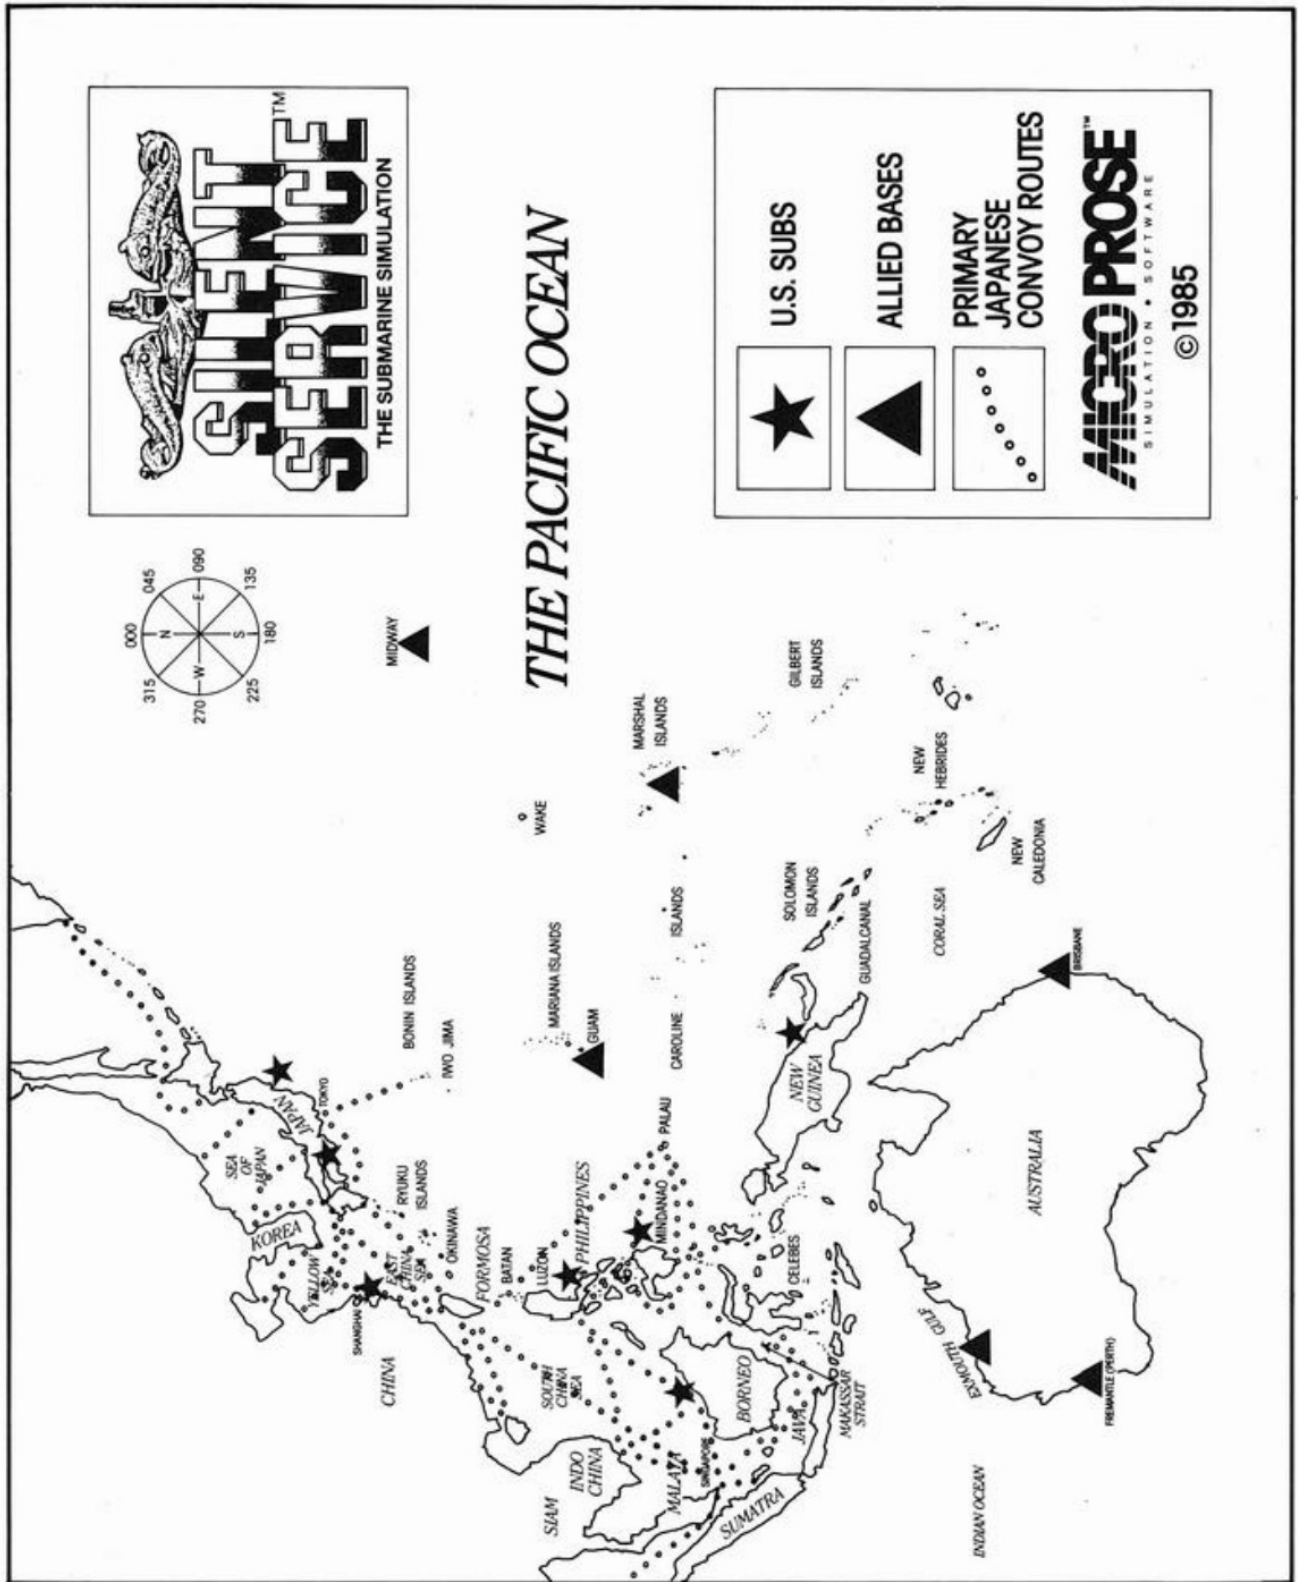 SILENT
SERVICE™
THE SUBMARINE SIMULATION
000
045
090
135
180
225
270
315
N
E
S
W
MIDWAY
THE PACIFIC OCEAN
U.S. SUBS
ALLIED BASES
PRIMARY
JAPANESE
CONVOY ROUTES
MICRO PROSE™
SIMULATION • SOFTWARE
©1985
JAPAN
TOKYO
SEA
OF
JAPAN
KOREA
YELLOW
SEA
SHANGHAI
EAST
CHINA
SEA
RYUKU
ISLANDS
OKINAWA
BONIN ISLANDS
IWO JIMA
WAKE
MARIANA ISLANDS
GUAM
MARSHAL
ISLANDS
GILBERT
ISLANDS
CAROLINE
ISLANDS
PALAU
CHINA
FORMOSA
BATAN
LUZON
PHILIPPINES
MINDANAO
SOUTH
CHINA
SEA
SIAM
INDO
CHINA
MALAYA
SINGAPORE
SUMATRA
BORNEO
JAVA
MAKASSAR
STRAIT
CELEBES
NEW
GUINEA
SOLOMON
ISLANDS
GUADALCANAL
CORAL SEA
NEW
HEBRIDES
NEW
CALEDONIA
BRISBANE
AUSTRALIA
EXMOUTH GULF
FREMANTLE (PERTH)
INDIAN OCEAN